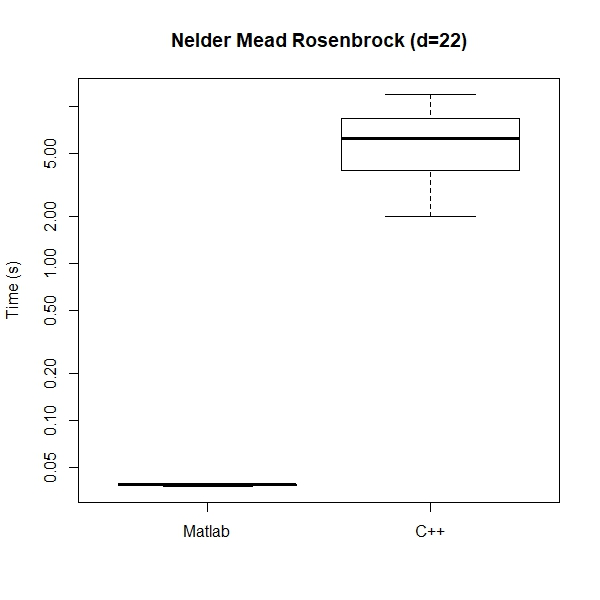 Nelder Mead Rosenbrock (d=22)
Time (s)
5.00
2.00
1.00
0.50
0.20
0.10
0.05
Matlab
C++